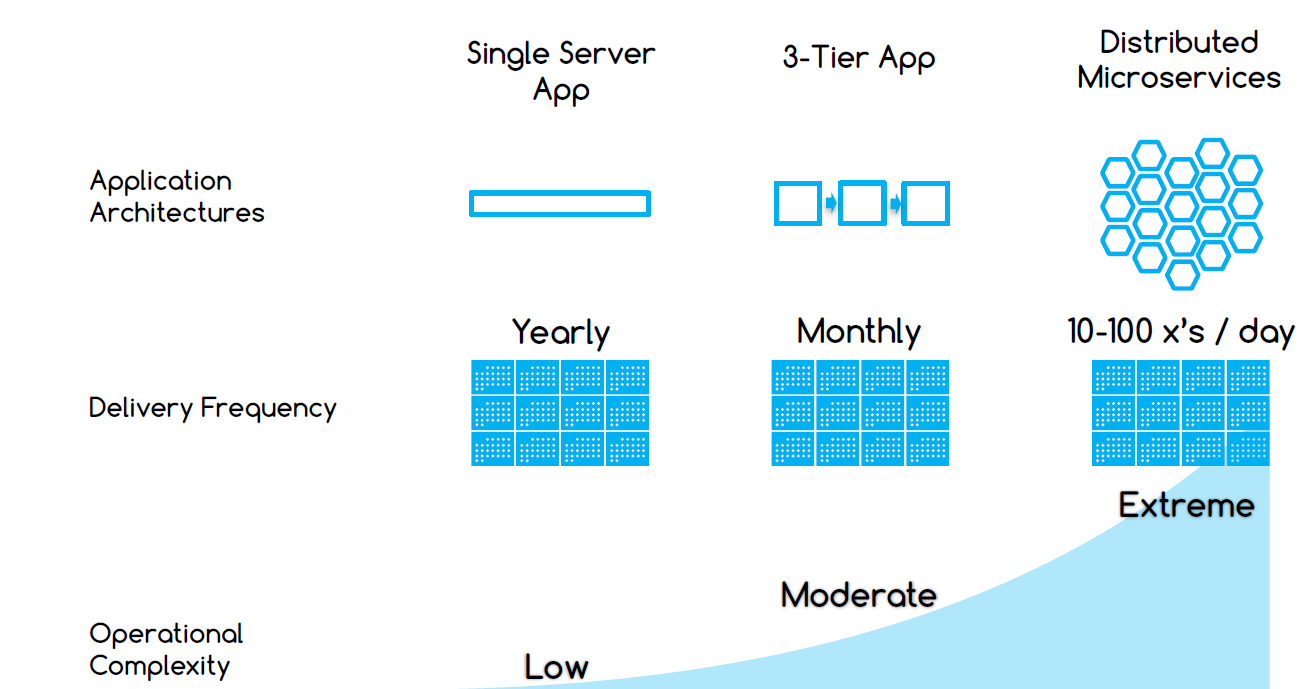 Single Server
App
3-Tier App
Distributed
Microservices
Application
Architectures
Yearly
Monthly
10-100 x's / day
Delivery Frequency
Extreme
Moderate
Operational
Complexity
Low